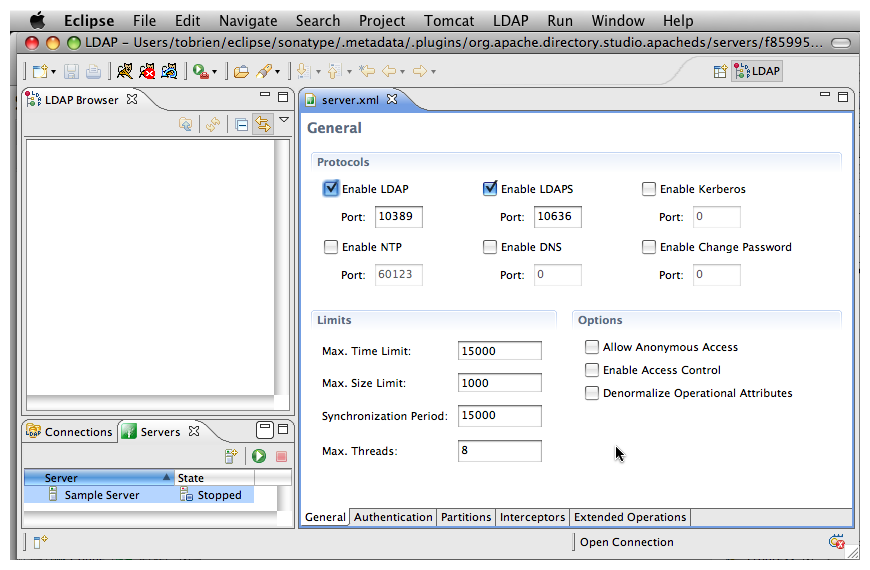 Eclipse File Edit Navigate Search Project Tomcat LDAP Run Window Help
LDAP – Users/tobrien/eclipse/sonatype/.metadata/.plugins/org.apache.directory.studio.apacheds/servers/f85995...
LDAP
LDAP Browser
server.xml
General
Protocols
Enable LDAP Enable LDAPS Enable Kerberos
Port: 10389 Port: 10636 Port: 0
Enable NTP Enable DNS Enable Change Password
Port: 60123 Port: 0 Port: 0
Limits Options
Max. Time Limit: 15000 Allow Anonymous Access
Max. Size Limit: 1000 Enable Access Control
Denormalize Operational Attributes
Synchronization Period: 15000
Max. Threads: 8
Connections Servers
Server State
Sample Server Stopped
General Authentication Partitions Interceptors Extended Operations
Open Connection